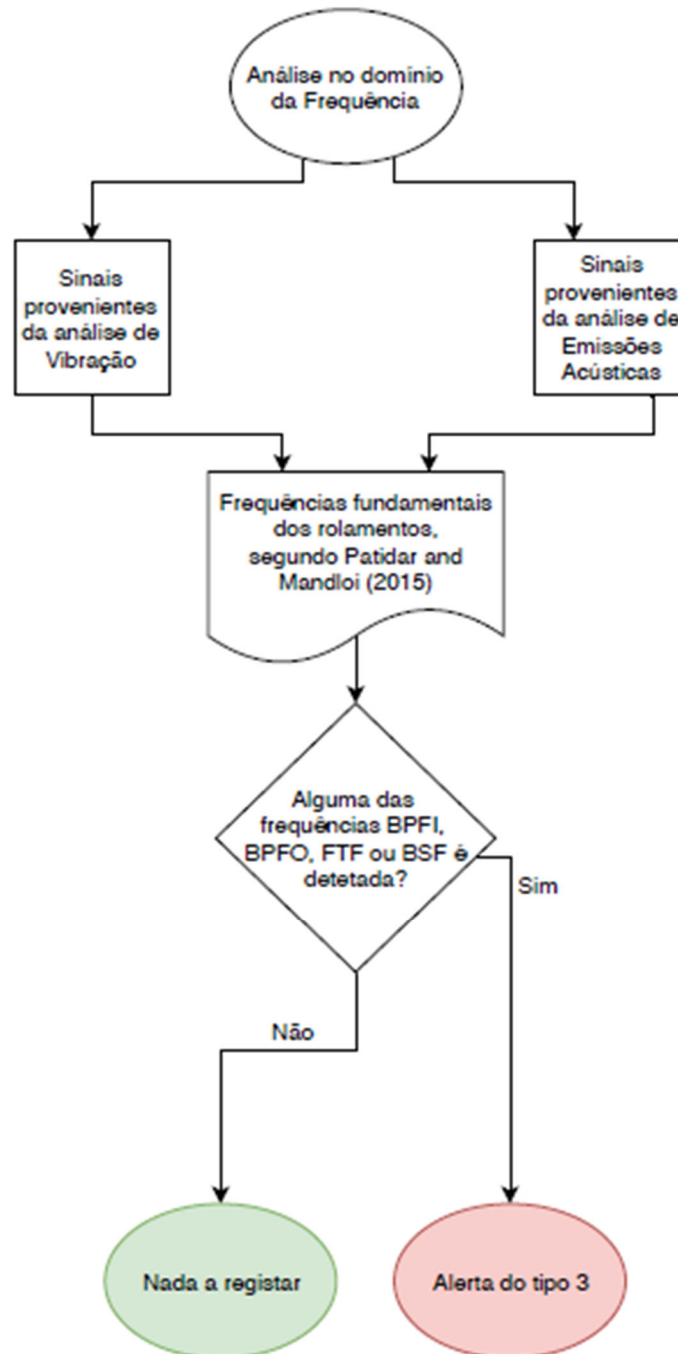 Análise no domínio
da Frequência
Sinais
provenientes
da análise de
Vibração
Sinais
provenientes
da análise de
Emissões
Acústicas
Frequências fundamentais
dos rolamentos,
segundo Patidar and
Mandloi (2015)
Alguma das
frequências BPFI,
BPFO, FTF ou BSF é
detetada?
Sim
Não
Nada a registar
Alerta do tipo 3